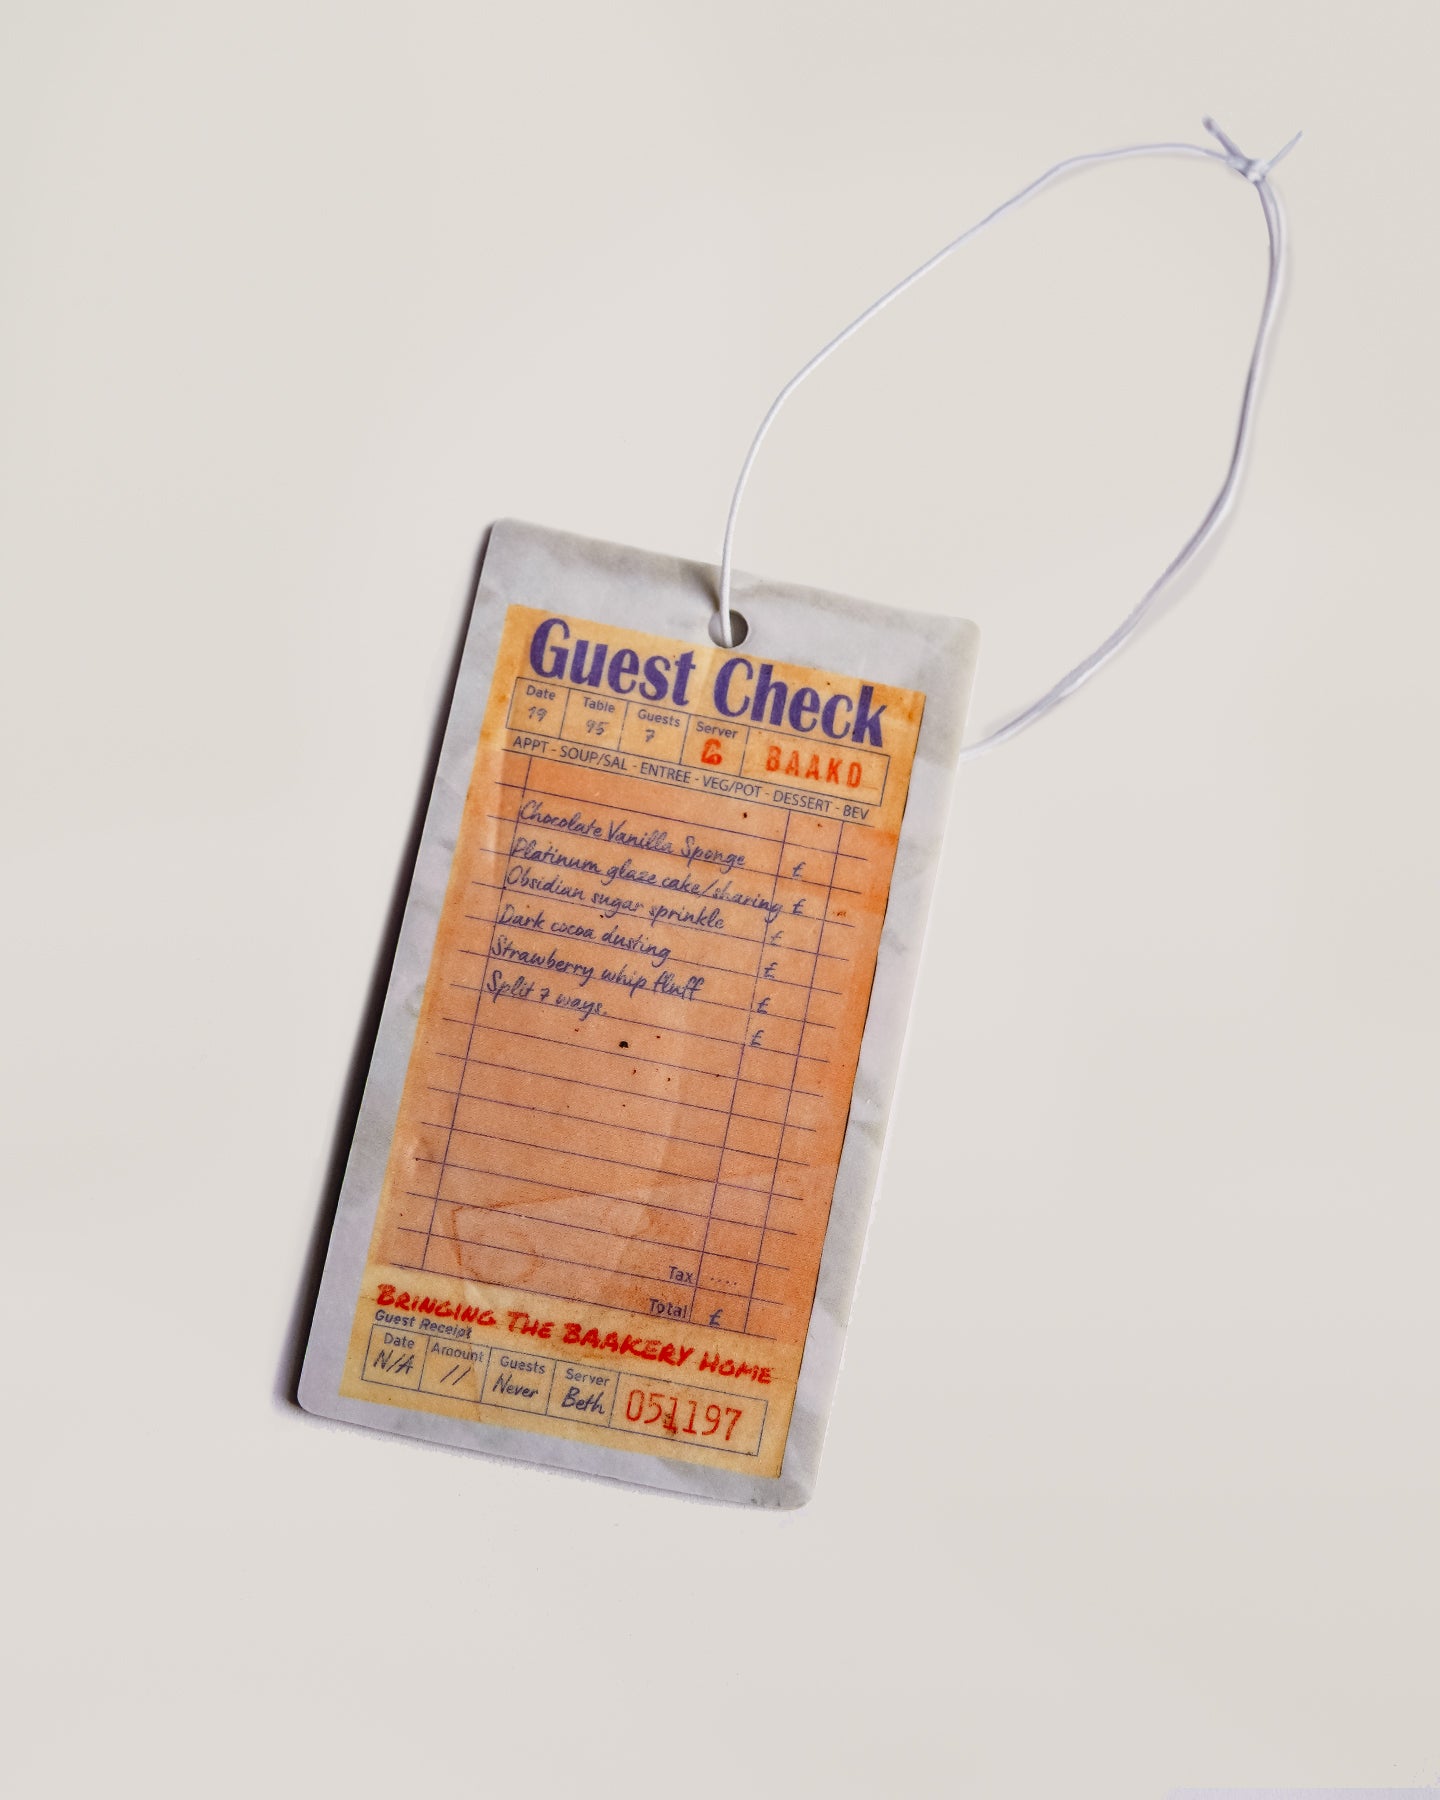 Guest Check
Date Table Guests Server
19 95 7 BAAKD
APPT - SOUP/SAL - ENTREE - VEG/POT - DESSERT - BEV
Chocolate Vanilla Sponge £
Platinum glaze cake/sharing £
Obsidian sugar sprinkle £
Dark cocoa dusting £
Strawberry whip fluff £
Split 7 ways. £
Tax ....
Total £
BRINGING THE BAAKERY HOME
Guest Receipt
Date Amount Guests Server
N/A // Never Beth 051197